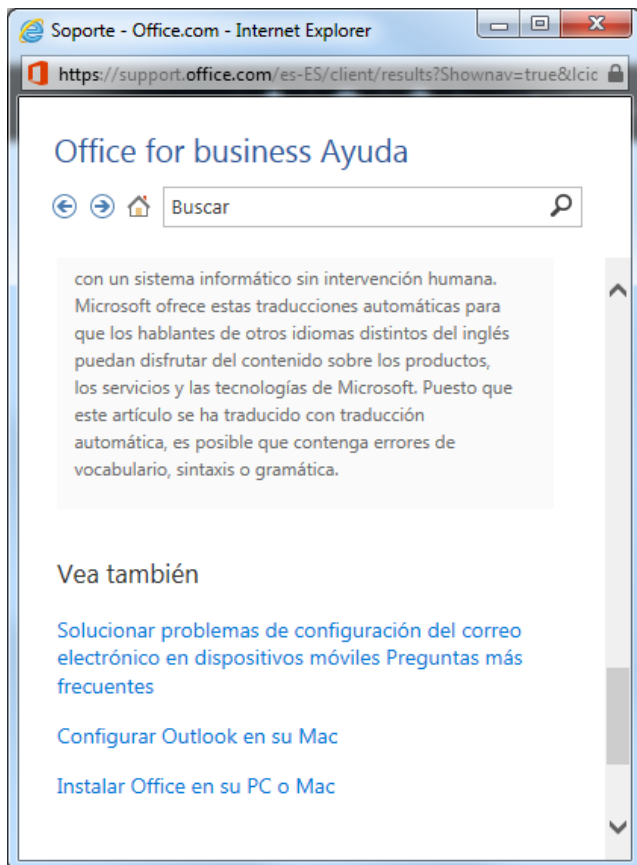 Soporte - Office.com - Internet Explorer
https://support.office.com/es-ES/client/results?Shownav=true&lcic
Office for business Ayuda
Buscar
con un sistema informático sin intervención humana.
Microsoft ofrece estas traducciones automáticas para
que los hablantes de otros idiomas distintos del inglés
puedan disfrutar del contenido sobre los productos,
los servicios y las tecnologías de Microsoft. Puesto que
este artículo se ha traducido con traducción
automática, es posible que contenga errores de
vocabulario, sintaxis o gramática.
Vea también
Solucionar problemas de configuración del correo
electrónico en dispositivos móviles Preguntas más
frecuentes
Configurar Outlook en su Mac
Instalar Office en su PC o Mac